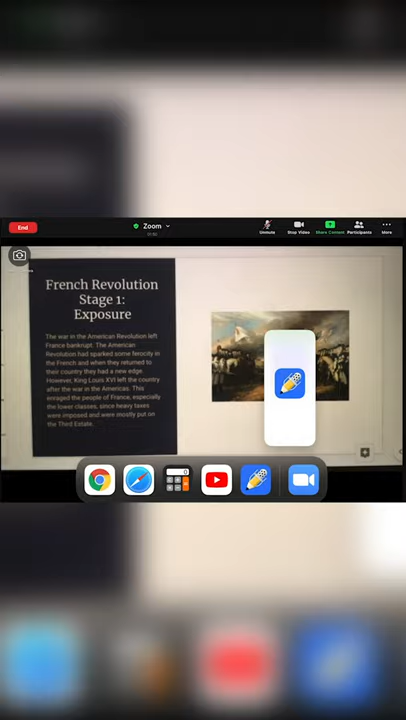 End
Zoom
Unmute
Stop Video
Share Content
Participants
More
French Revolution
Stage 1:
Exposure
The war in the American Revolution left
France bankrupt. The American
Revolution had sparked some ferocity in
the French and when they returned to
their country they had a new edge.
However, King Louis XVI left the country
after the war in the Americas. This
enraged the people of France, especially
the lower classes, since heavy taxes
were imposed and were mostly put on
the Third Estate.